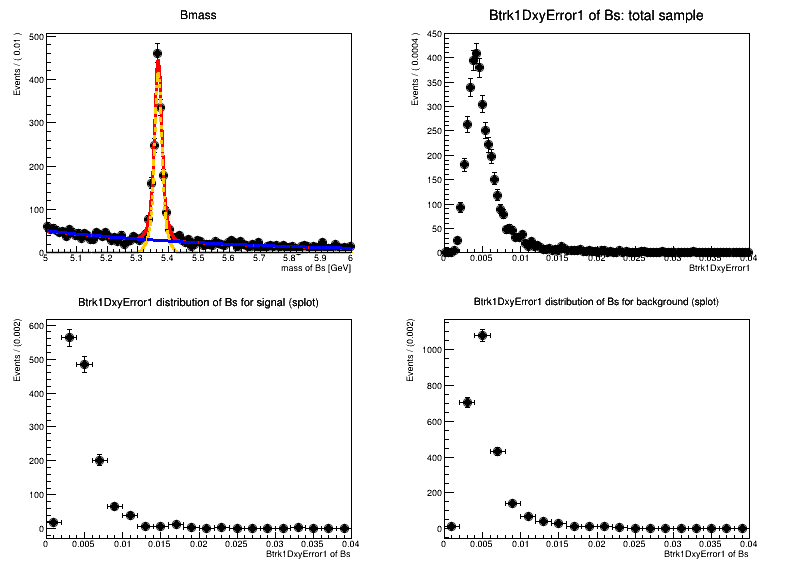 Bmass
Events / ( 0.01 )
500
400
300
200
100
0
5 5.1 5.2 5.3 5.4 5.5 5.6 5.7 5.8 5.9 6
mass of Bs [GeV]
Btrk1DxyError1 of Bs: total sample
Events / ( 0.0004 )
450
400
350
300
250
200
150
100
50
0
0 0.005 0.01 0.015 0.02 0.025 0.03 0.035 0.04
Btrk1DxyError1
Btrk1DxyError1 distribution of Bs for signal (splot)
Events / (0.002)
600
500
400
300
200
100
0
0 0.005 0.01 0.015 0.02 0.025 0.03 0.035 0.04
Btrk1DxyError1 of Bs
Btrk1DxyError1 distribution of Bs for background (splot)
Events / (0.002)
1000
800
600
400
200
0
0 0.005 0.01 0.015 0.02 0.025 0.03 0.035 0.04
Btrk1DxyError1 of Bs